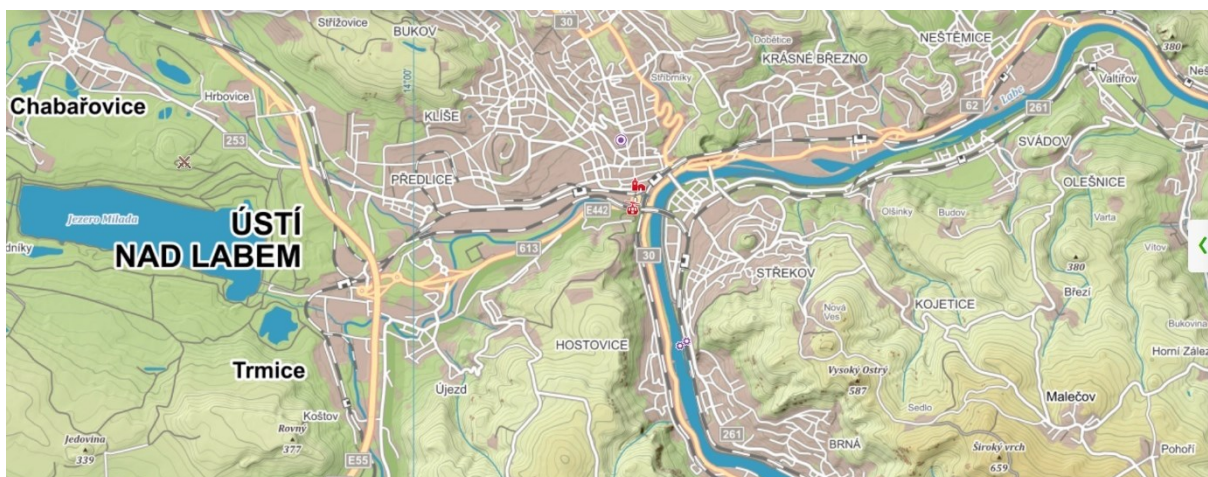 Střížovice
BUKOV
30
Dobětice
KRÁSNÉ BŘEZNO
NEŠTĚMICE
380
Valtířov
Hrbovice
14°00'
Stříbrníky
Labe
62
261
Chabařovice
KLÍŠE
253
SVÁDOV
PŘEDLICE
OLEŠNICE
Jezero Milada
ÚSTÍ
NAD LABEM
E442
Olšinky
Budov
Varta
613
30
Vítov
STŘEKOV
380
Březí
Nová
Ves
KOJETICE
Bukovina
HOSTOVICE
Trmice
Újezd
Vysoký Ostrý
587
Malečov
Koštov
Sedlo
Jedovina
339
Rovný
377
261
BRNÁ
Široký vrch
659
Pohoří
E55